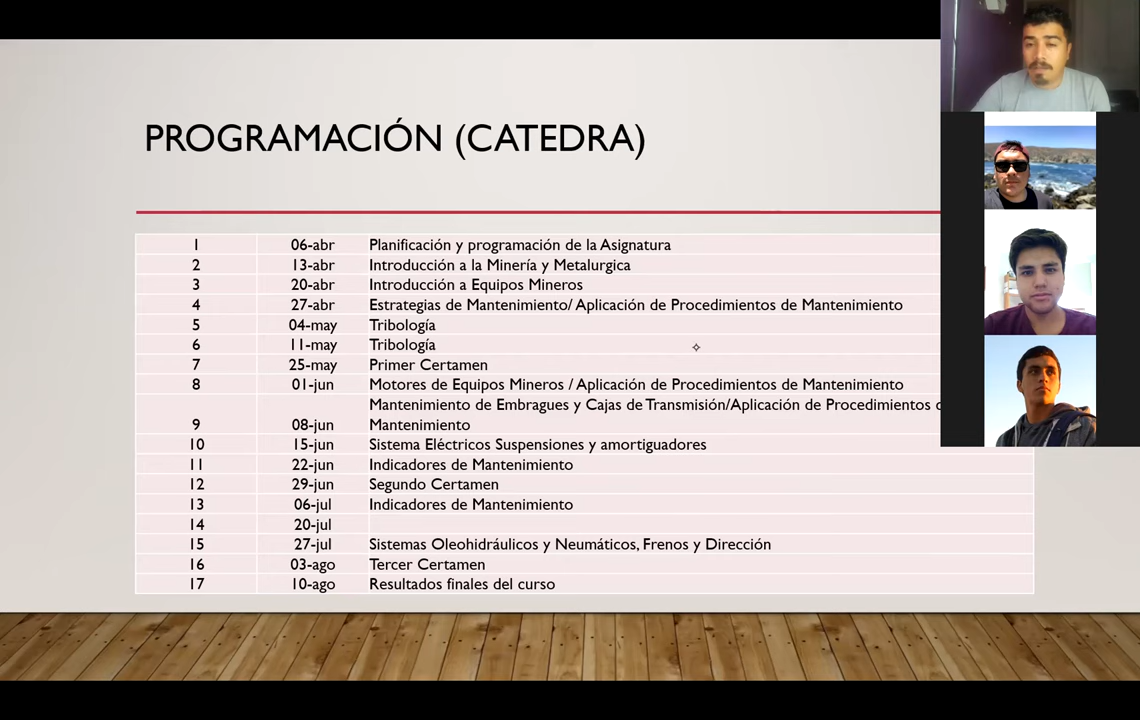 PROGRAMACIÓN (CATEDRA)
1 06-abr Planificación y programación de la Asignatura
2 13-abr Introducción a la Minería y Metalurgica
3 20-abr Introducción a Equipos Mineros
4 27-abr Estrategias de Mantenimiento/ Aplicación de Procedimientos de Mantenimiento
5 04-may Tribología
6 11-may Tribología
7 25-may Primer Certamen
8 01-jun Motores de Equipos Mineros / Aplicación de Procedimientos de Mantenimiento
Mantenimiento de Embragues y Cajas de Transmisión/Aplicación de Procedimientos
9 08-jun Mantenimiento
10 15-jun Sistema Eléctricos Suspensiones y amortiguadores
11 22-jun Indicadores de Mantenimiento
12 29-jun Segundo Certamen
13 06-jul Indicadores de Mantenimiento
14 20-jul
15 27-jul Sistemas Oleohidráulicos y Neumáticos, Frenos y Dirección
16 03-ago Tercer Certamen
17 10-ago Resultados finales del curso